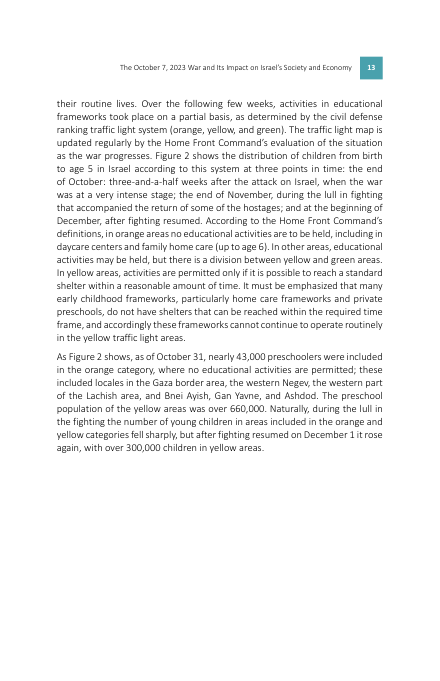 The October 7, 2023 War and Its Impact on Israel's Society and Economy 13
their routine lives. Over the following few weeks, activities in educational
frameworks took place on a partial basis, as determined by the civil defense
ranking traffic light system (orange, yellow, and green). The traffic light map is
updated regularly by the Home Front Command's evaluation of the situation
as the war progresses. Figure 2 shows the distribution of children from birth
to age 5 in Israel according to this system at three points in time: the end
of October: three-and-a-half weeks after the attack on Israel, when the war
was at a very intense stage; the end of November, during the lull in fighting
that accompanied the return of some of the hostages; and at the beginning of
December, after fighting resumed. According to the Home Front Command's
definitions, in orange areas no educational activities are to be held, including in
daycare centers and family home care (up to age 6). In other areas, educational
activities may be held, but there is a division between yellow and green areas.
In yellow areas, activities are permitted only if it is possible to reach a standard
shelter within a reasonable amount of time. It must be emphasized that many
early childhood frameworks, particularly home care frameworks and private
preschools, do not have shelters that can be reached within the required time
frame, and accordingly these frameworks cannot continue to operate routinely
in the yellow traffic light areas.
As Figure 2 shows, as of October 31, nearly 43,000 preschoolers were included
in the orange category, where no educational activities are permitted; these
included locales in the Gaza border area, the western Negev, the western part
of the Lachish area, and Bnei Ayish, Gan Yavne, and Ashdod. The preschool
population of the yellow areas was over 660,000. Naturally, during the lull in
the fighting the number of young children in areas included in the orange and
yellow categories fell sharply, but after fighting resumed on December 1 it rose
again, with over 300,000 children in yellow areas.